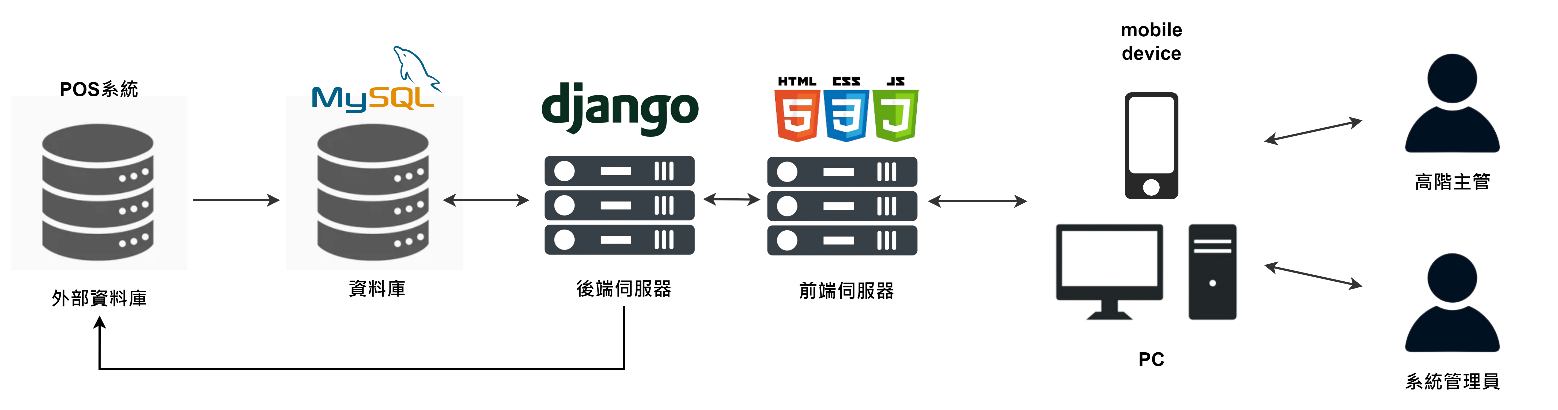 POS系統
外部資料庫
MySQL
資料庫
django
後端伺服器
HTML CSS JS
5 3 J
前端伺服器
mobile
device
PC
高階主管
系統管理員